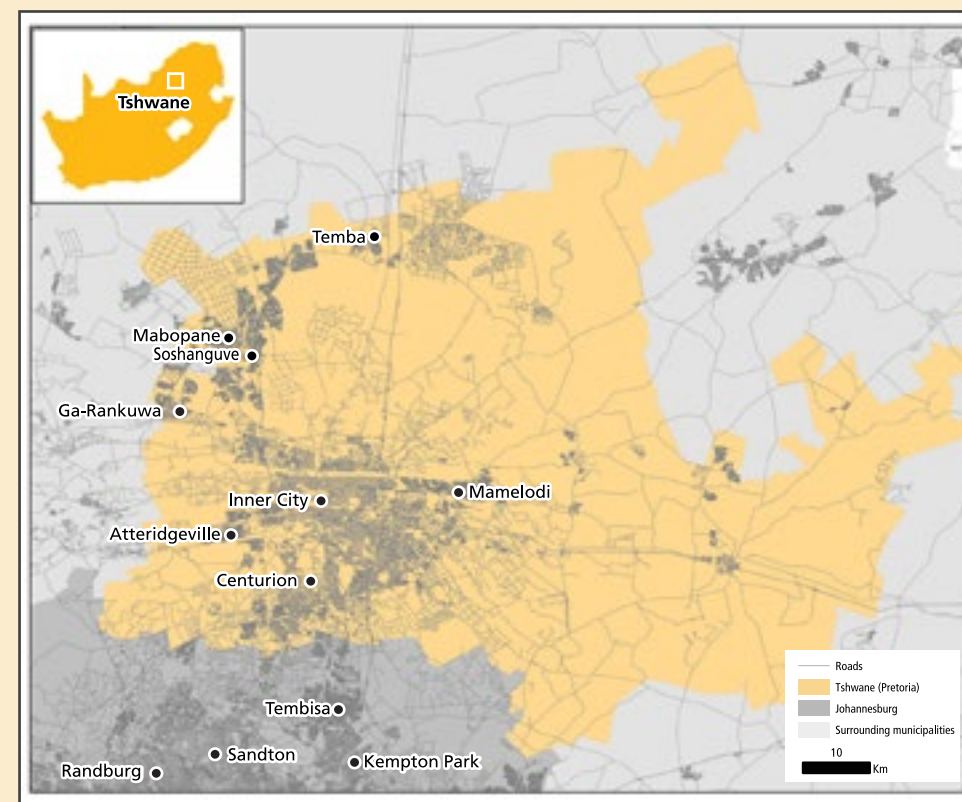 Tshwane
Temba
Mabopane
Soshanguve
Ga-Rankuwa
Inner City
Mamelodi
Atteridgeville
Centurion
Tembisa
Sandton
Kempton Park
Randburg
Roads
Tshwane (Pretoria)
Johannesburg
Surrounding municipalities
10
Km